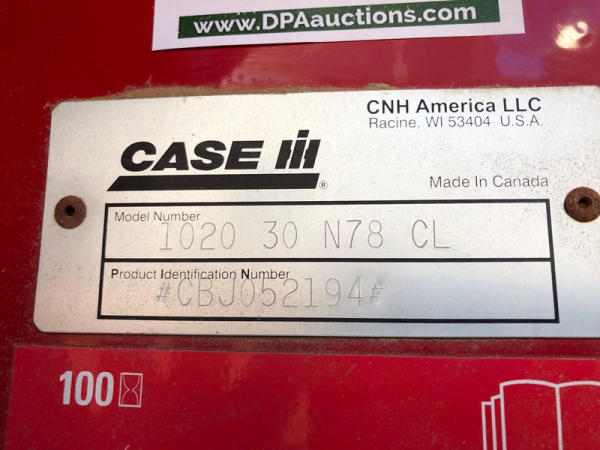 www.DPAauctions.com
CNH America LLC
Racine, WI 53404 U.S.A.
CASE IH
®
Made In Canada
Model Number
1020 30 N78 CL
Product Identification Number
#CBJ052194#
100